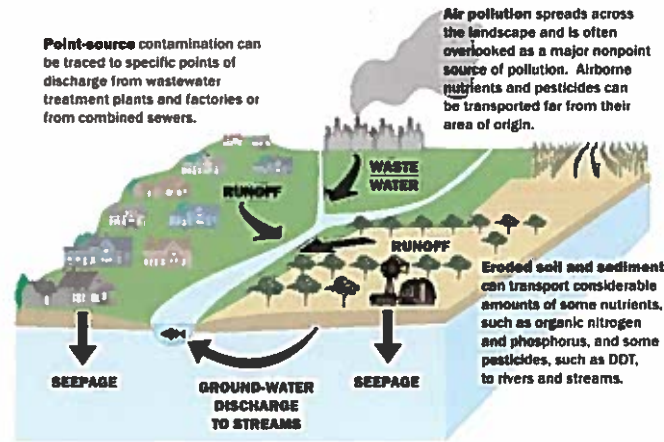 Point-source contamination can
be traced to specific points of
discharge from wastewater
treatment plants and factories or
from combined sewers.
Air pollution spreads across
the landscape and is often
overlooked as a major nonpoint
source of pollution. Airborne
nutrients and pesticides can
be transported far from their
area of origin.
WASTE
WATER
RUNOFF
RUNOFF
Eroded soil and sediment
can transport considerable
amounts of some nutrients,
such as organic nitrogen
and phosphorus, and some
pesticides, such as DDT,
to rivers and streams.
SEEPAGE
GROUND-WATER
DISCHARGE
TO STREAMS
SEEPAGE